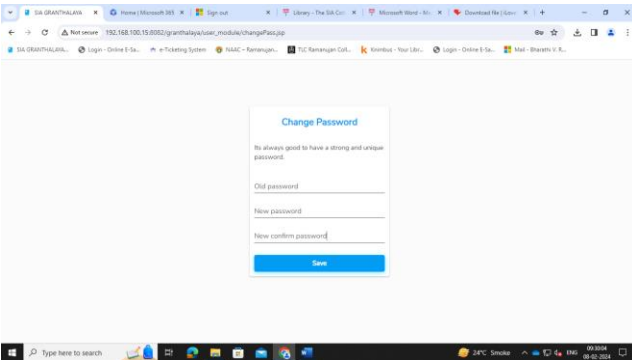 SIA GRANTHALAYA
Home | Microsoft 365
Sign out
Library - The SIA Co
Microsoft Word - M
Download file | iLove
Not secure
192.168.100.15:8082/granthalaya/user_module/changePass.jsp
SIA GRANTHALAYA...
Login - Online E-Sa...
e-Ticketing System
NAAC – Ramanujan...
TLC Ramanujan Coll...
knimbus - Your Libr...
Login - Online E-Sa...
Mail - Bharathi V. R...
Change Password
Its always good to have a strong and unique
password.
Old password
New password
New confirm password
Save
Type here to search
24°C Smoke
ENG
09:30:04
08-02-2024